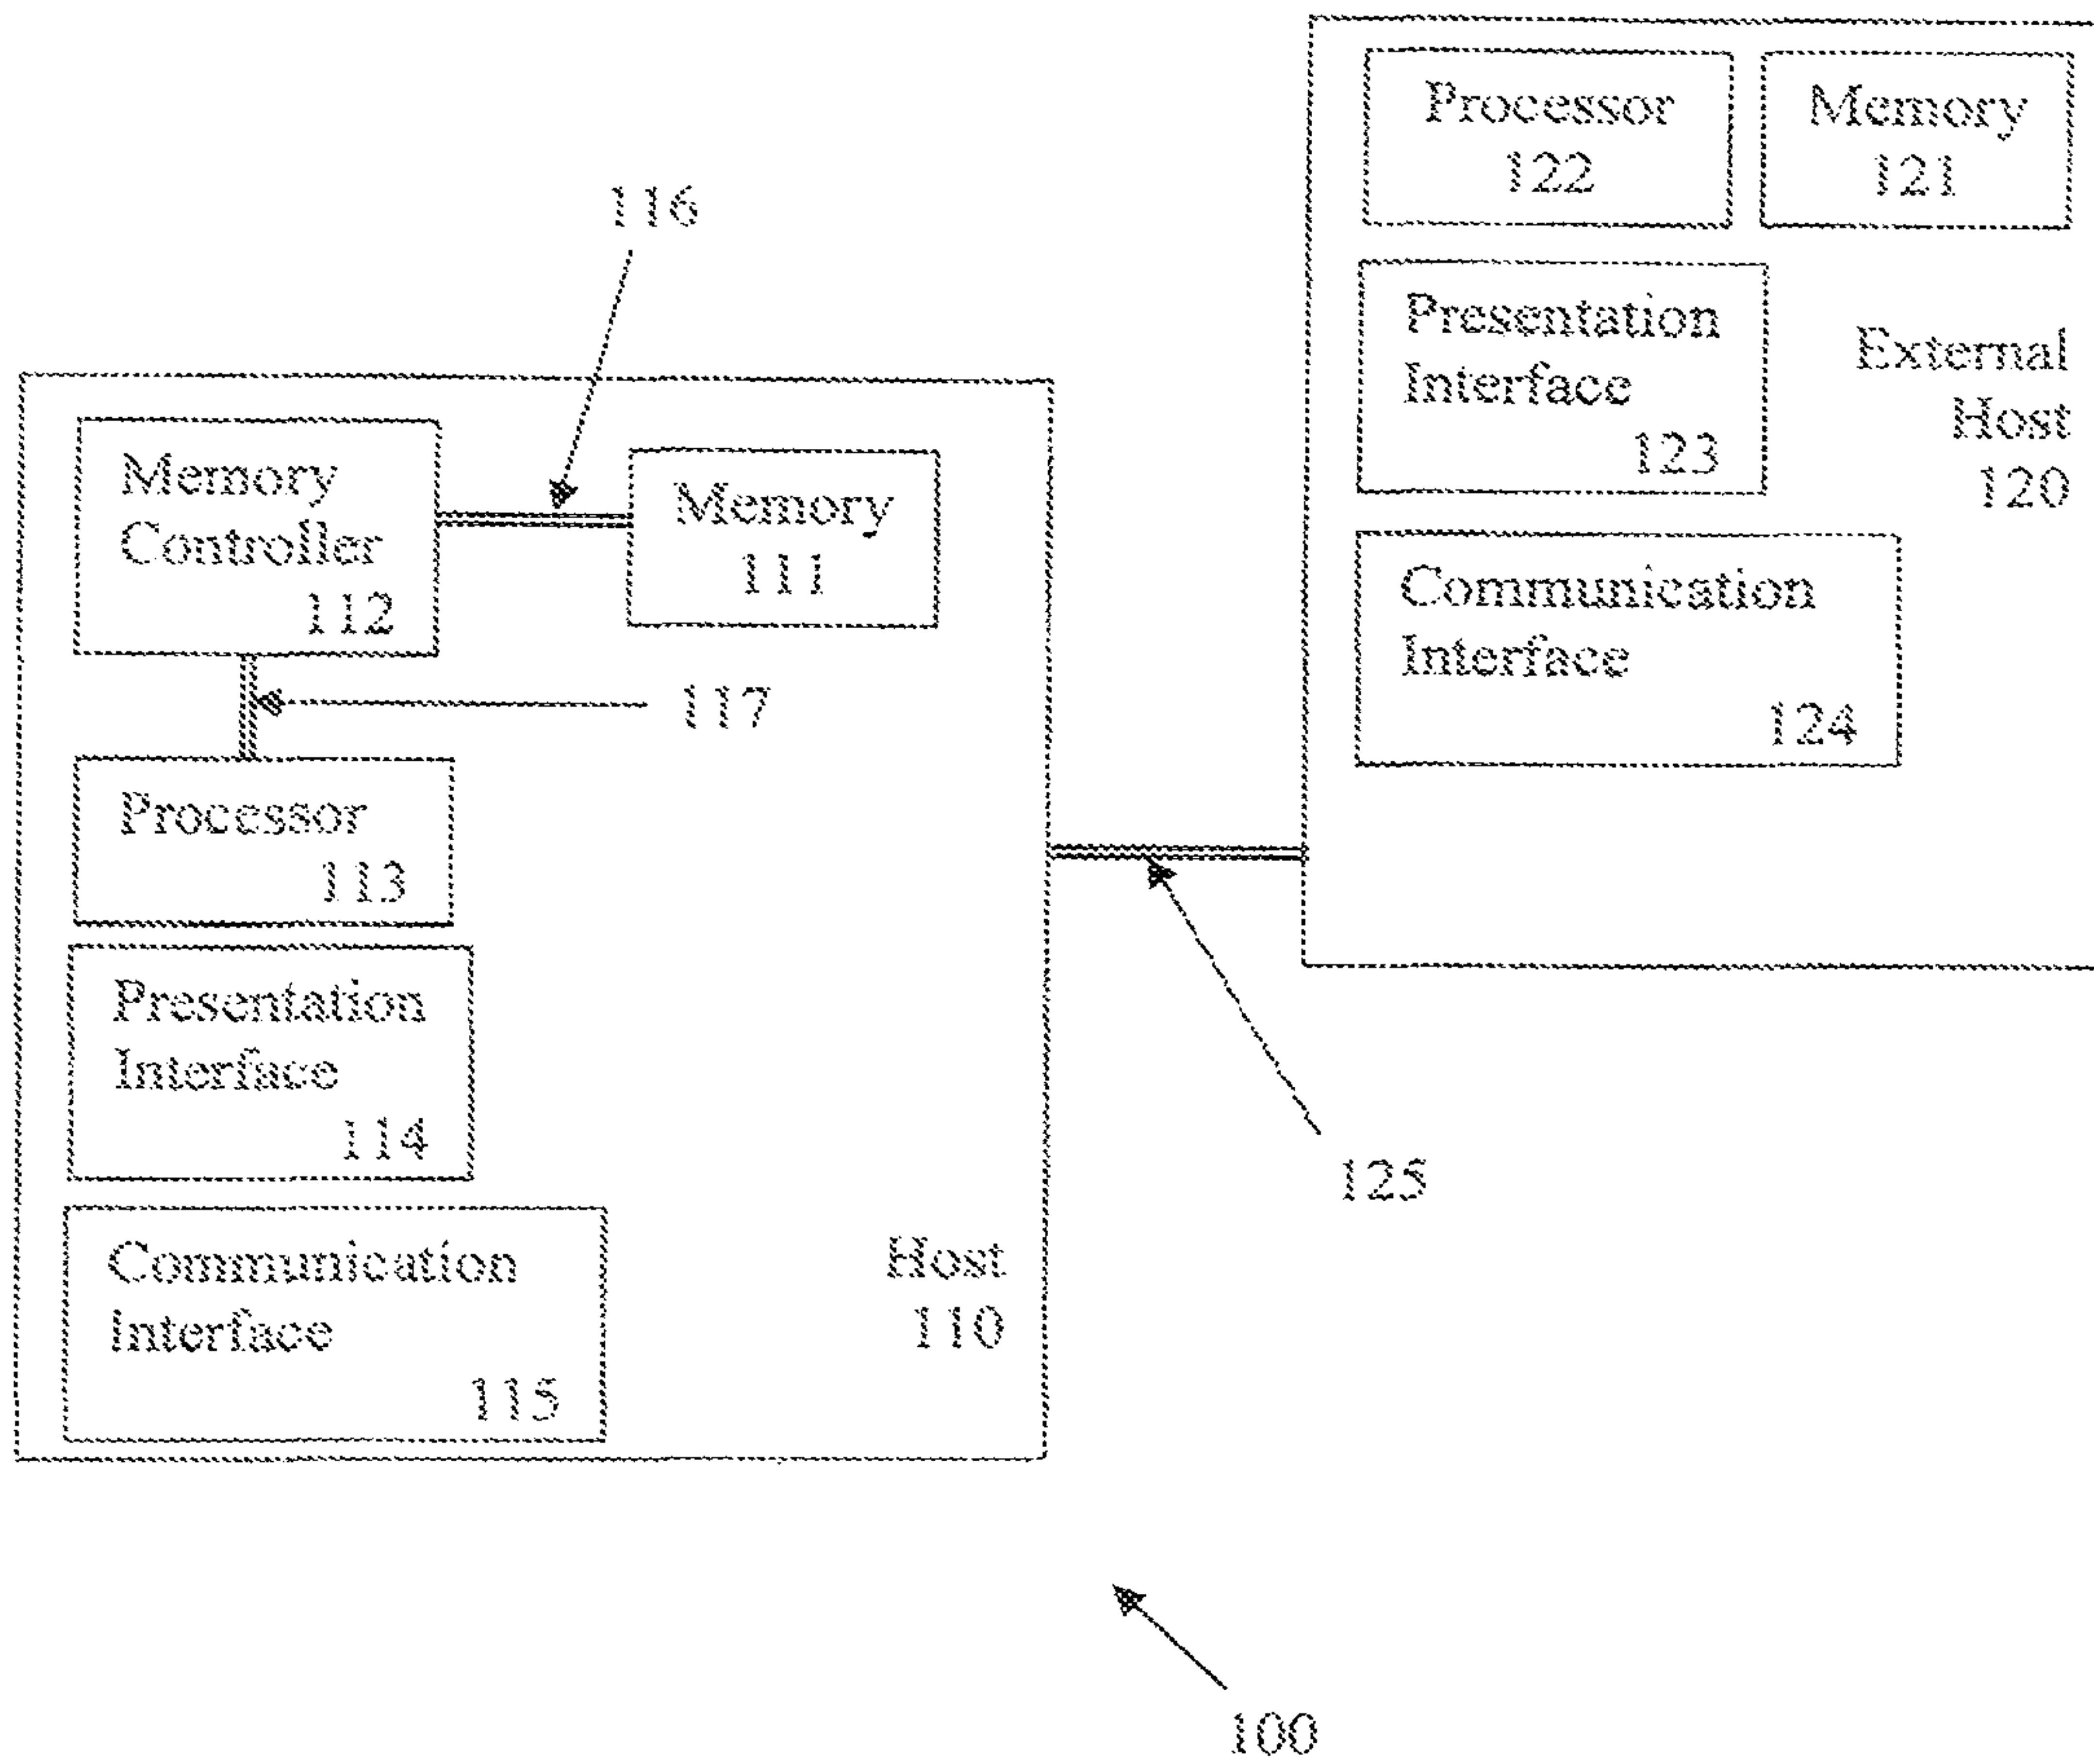 116
Memory
Controller
112
Memory
111
117
Processor
113
Presentation
Interface
114
Communication
Interface
115
Host
110
Processor
122
Memory
121
Presentation
Interface
123
External
Host
120
Communication
Interface
124
125
100